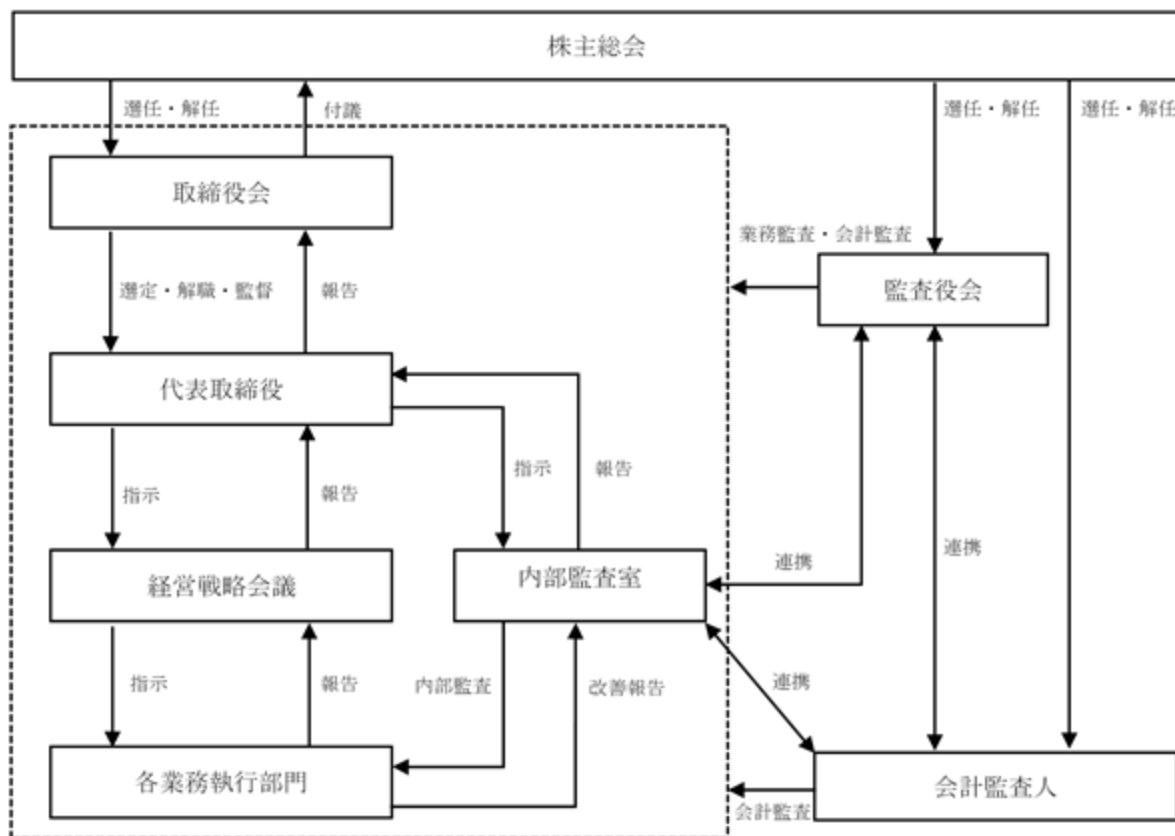 株主総会
選任・解任
付議
選任・解任
選任・解任
取締役会
業務監査・会計監査
選定・解職・監督
報告
監査役会
代表取締役
指示
報告
指示
報告
連携
連携
経営戦略会議
内部監査室
指示
報告
内部監査
改善報告
連携
各業務執行部門
会計監査人
会計監査